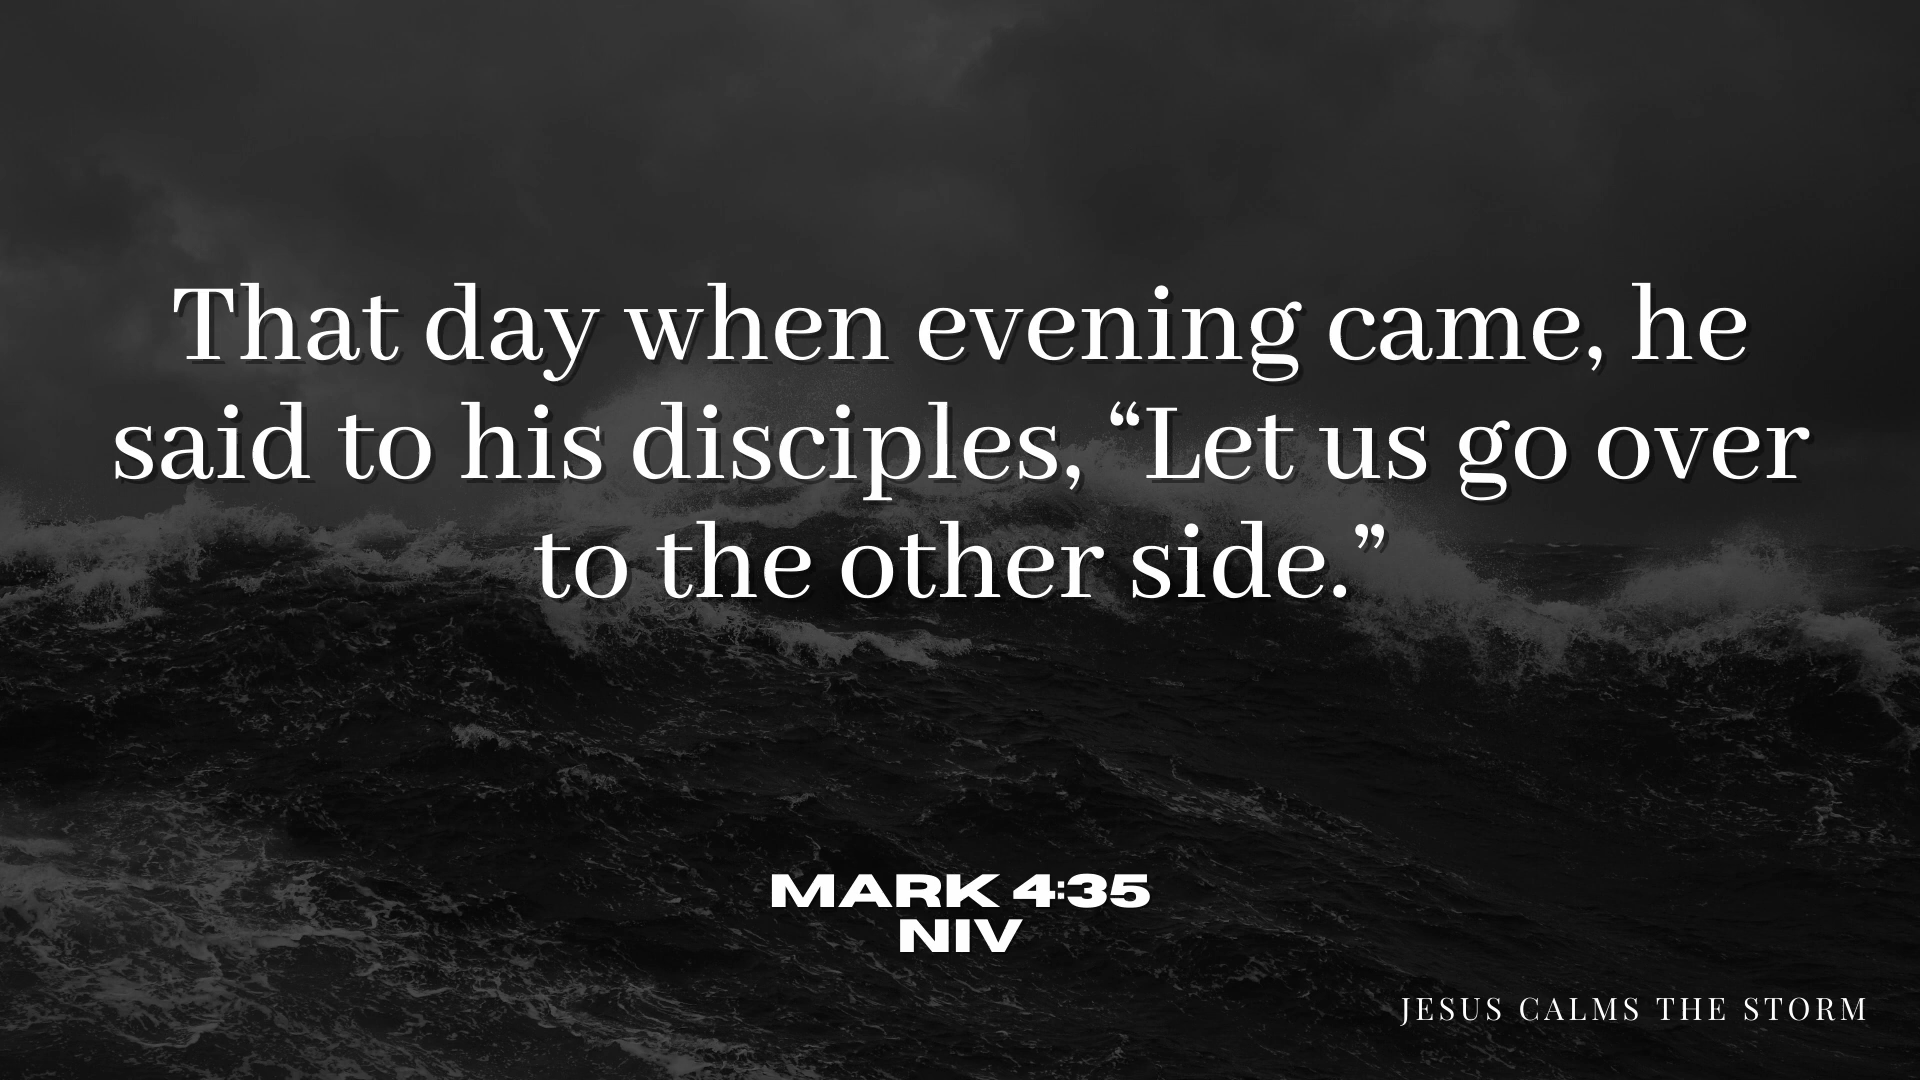 That day when evening came, he
said to his disciples, “Let us go over
to the other side.”
MARK 4:35
NIV
JESUS CALMS THE STORM